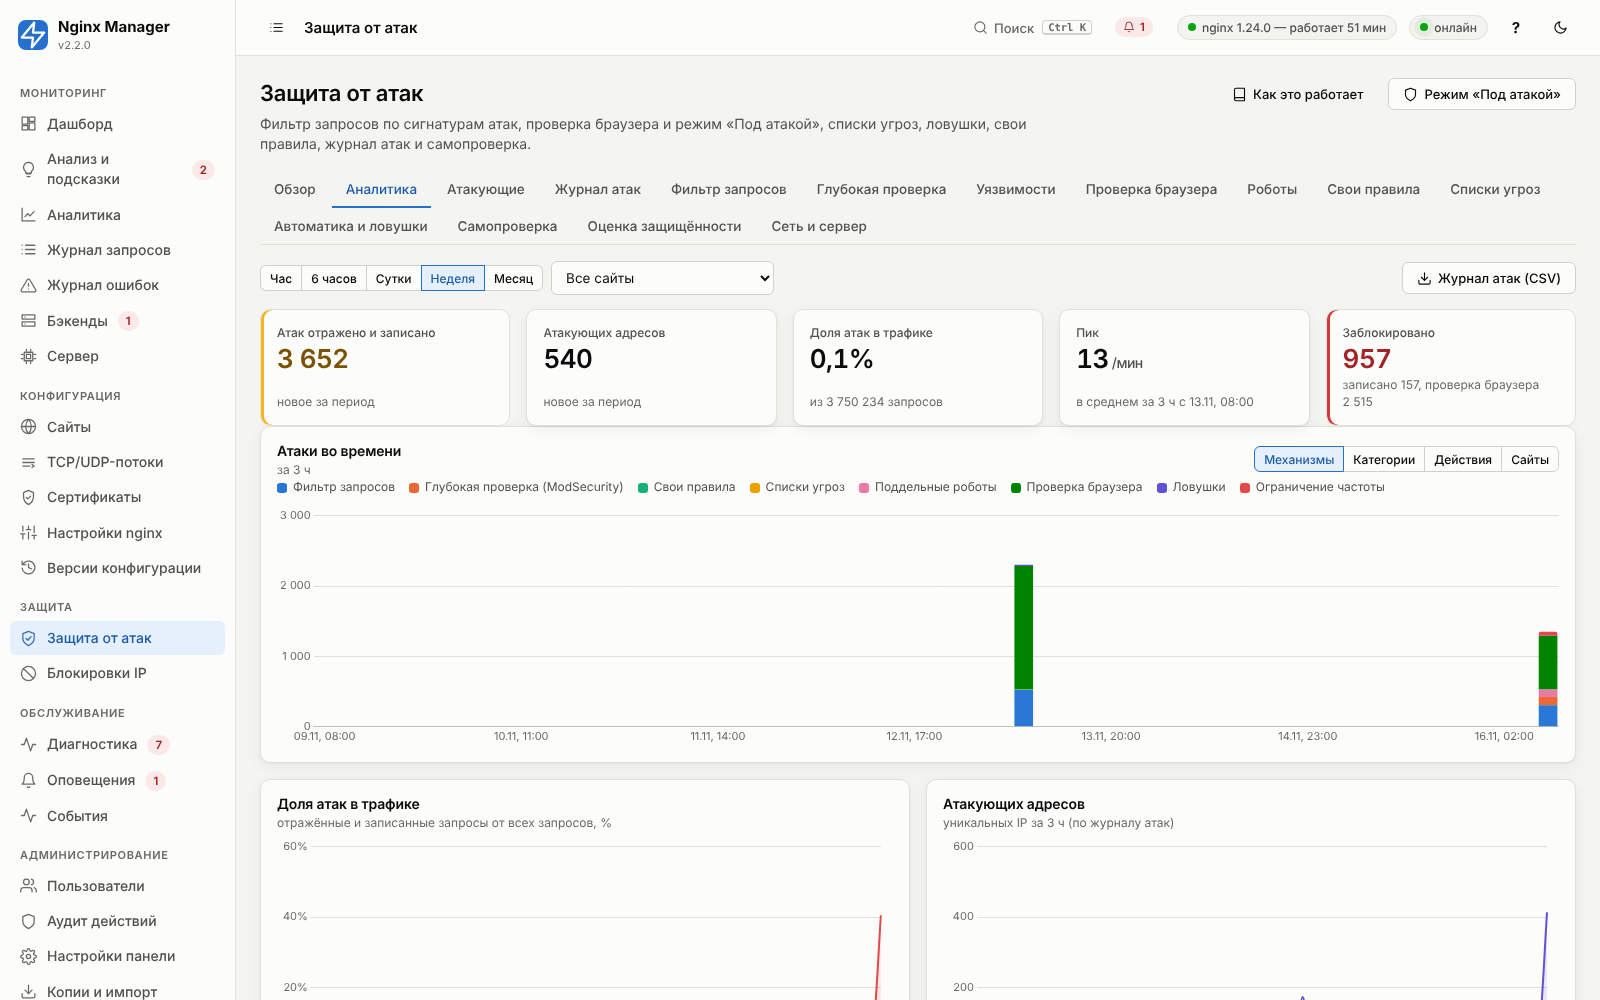 Nginx Manager
v2.2.0
МОНИТОРИНГ
Дашборд
Анализ и
подсказки
2
Аналитика
Журнал запросов
Журнал ошибок
Бэкенды
1
Сервер
КОНФИГУРАЦИЯ
Сайты
TCP/UDP-потоки
Сертификаты
Настройки nginx
Версии конфигурации
ЗАЩИТА
Защита от атак
Блокировки IP
ОБСЛУЖИВАНИЕ
Диагностика
7
Оповещения
1
События
АДМИНИСТРИРОВАНИЕ
Пользователи
Аудит действий
Настройки панели
Копии и импорт
Защита от атак
Поиск
Ctrl K
1
nginx 1.24.0 — работает 51 мин
онлайн
?
Защита от атак
Фильтр запросов по сигнатурам атак, проверка браузера и режим «Под атакой», списки угроз, ловушки, свои
правила, журнал атак и самопроверка.
Как это работает
Режим «Под атакой»
Обзор
Аналитика
Атакующие
Журнал атак
Фильтр запросов
Глубокая проверка
Уязвимости
Проверка браузера
Роботы
Свои правила
Списки угроз
Автоматика и ловушки
Самопроверка
Оценка защищённости
Сеть и сервер
Час
6 часов
Сутки
Неделя
Месяц
Все сайты
Журнал атак (CSV)
Атак отражено и записано
3 652
новое за период
Атакующих адресов
540
новое за период
Доля атак в трафике
0,1%
из 3 750 234 запросов
Пик
13 /мин
в среднем за 3 ч с 13.11, 08:00
Заблокировано
957
записано 157, проверка браузера
2 515
Атаки во времени
за 3 ч
Механизмы
Категории
Действия
Сайты
Фильтр запросов
Глубокая проверка (ModSecurity)
Свои правила
Списки угроз
Поддельные роботы
Проверка браузера
Ловушки
Ограничение частоты
3 000
2 000
1 000
0
09.11, 08:00
10.11, 11:00
11.11, 14:00
12.11, 17:00
13.11, 20:00
14.11, 23:00
16.11, 02:00
Доля атак в трафике
отражённые и записанные запросы от всех запросов, %
60%
40%
20%
Атакующих адресов
уникальных IP за 3 ч (по журналу атак)
600
400
200